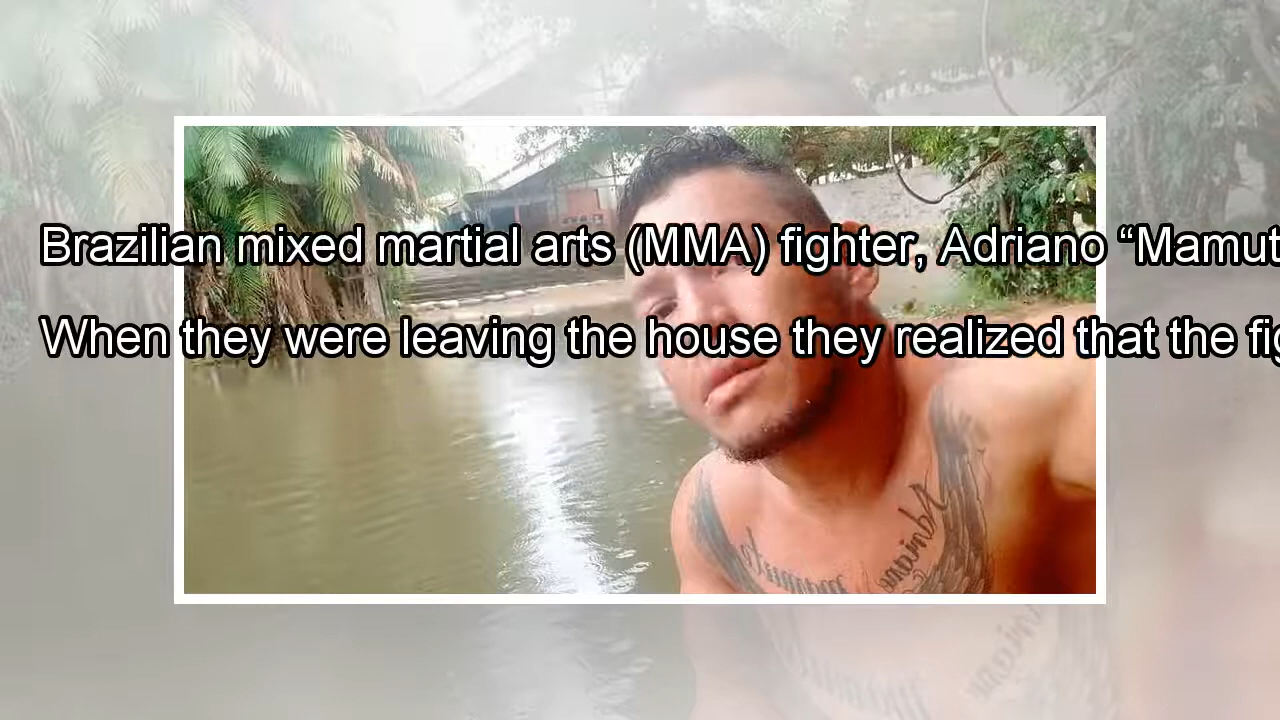 Brazilian mixed martial arts (MMA) fighter, Adriano “Mamut
When they were leaving the house they realized that the fig
Adriano